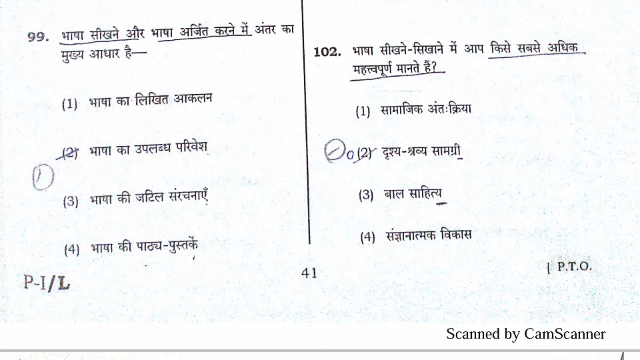 99. भाषा सीखने और भाषा अर्जित करने में अंतर का
मुख्य आधार है—
(1) भाषा का लिखित आकलन
(2) भाषा का उपलब्ध परिवेश
(3) भाषा की जटिल संरचनाएँ
(4) भाषा की पाठ्य-पुस्तकें
102. भाषा सीखने-सिखाने में आप किसे सबसे अधिक
महत्त्वपूर्ण मानते हैं?
(1) सामाजिक अंतःक्रिया
(2) दृश्य-श्रव्य सामग्री
(3) बाल साहित्य
(4) संज्ञानात्मक विकास
P-I/L
41
[ P.T.O.
Scanned by CamScanner